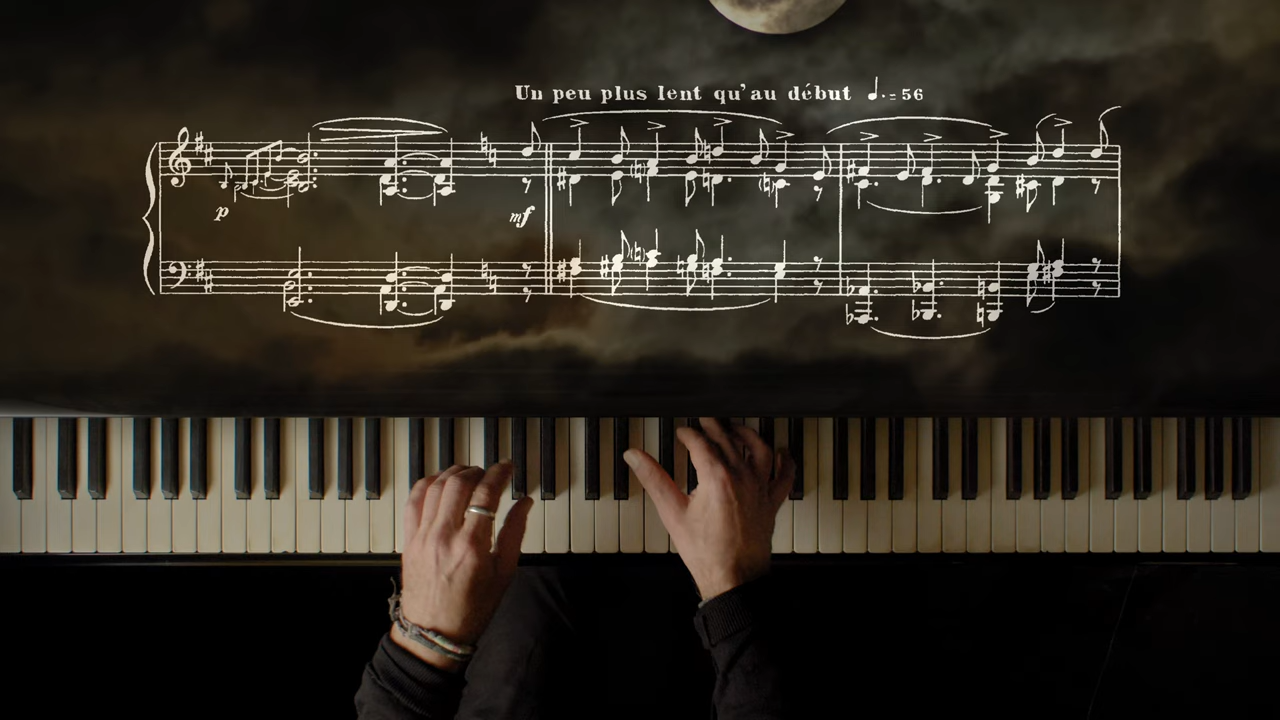 Un peu plus lent qu'au début ♩. = 56
p
mf